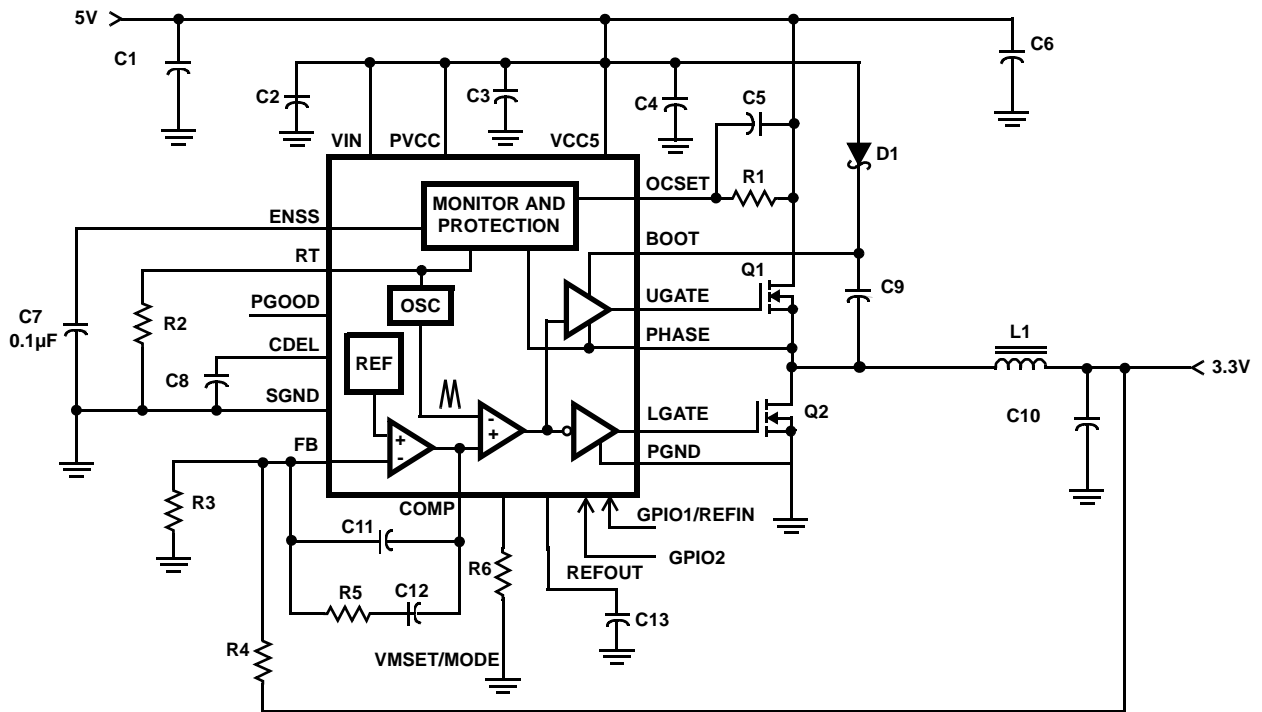 5V
C1
C6
C2
C3
C4
C5
VIN
PVCC
VCC5
D1
OCSET
R1
MONITOR AND
PROTECTION
ENSS
BOOT
RT
Q1
C9
UGATE
PGOOD
OSC
C7
0.1µF
R2
L1
PHASE
CDEL
REF
3.3V
C8
SGND
LGATE
Q2
C10
-
+
+
-
FB
PGND
R3
COMP
GPIO1/REFIN
C11
GPIO2
R6
REFOUT
R5
C12
C13
R4
VMSET/MODE